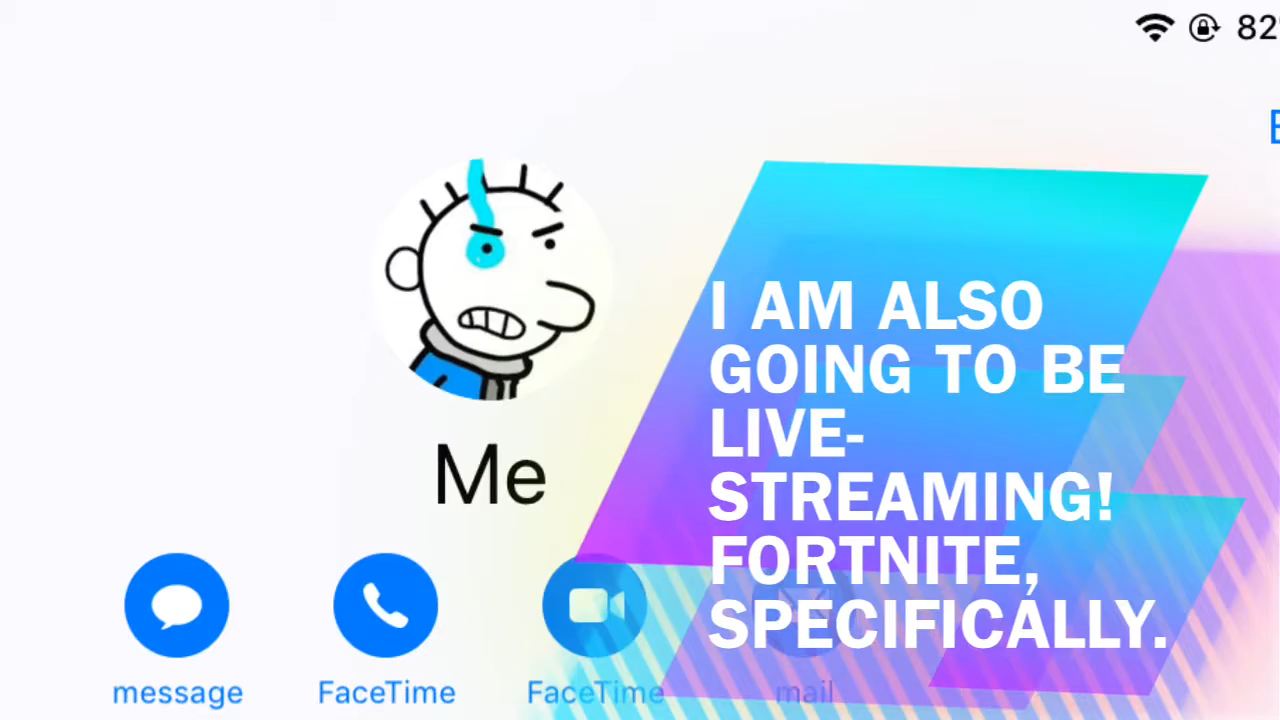 82
I AM ALSO
GOING TO BE
LIVE-
STREAMING!
FORTNITE,
SPECIFICALLY.
Me
message
FaceTime
FaceTime
mail